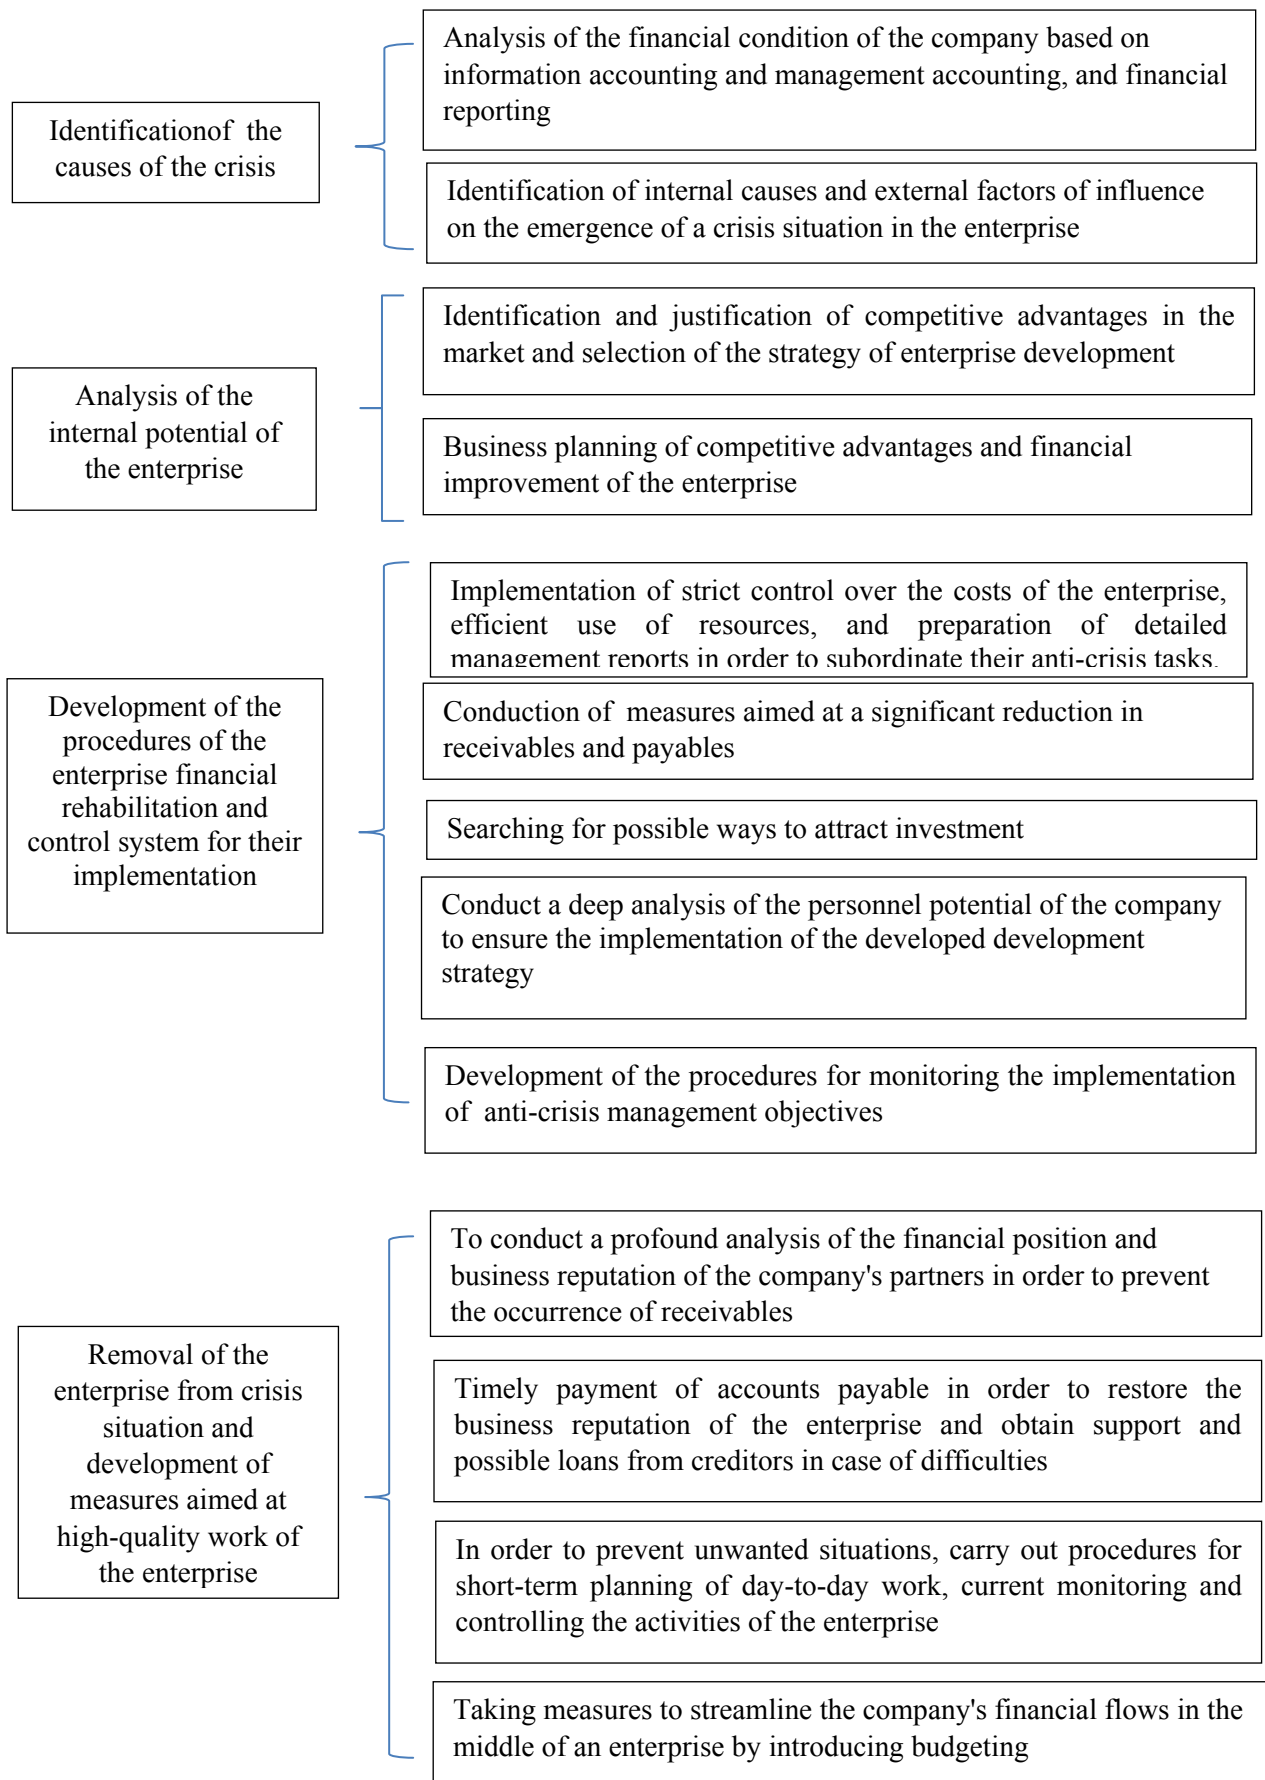 Identificationof the
causes of the crisis
Analysis of the financial condition of the company based on
information accounting and management accounting, and financial
reporting
Identification of internal causes and external factors of influence
on the emergence of a crisis situation in the enterprise
Analysis of the
internal potential of
the enterprise
Identification and justification of competitive advantages in the
market and selection of the strategy of enterprise development
Business planning of competitive advantages and financial
improvement of the enterprise
Development of the
procedures of the
enterprise financial
rehabilitation and
control system for their
implementation
Implementation of strict control over the costs of the enterprise,
efficient use of resources, and preparation of detailed
management reports in order to subordinate their anti-crisis tasks.
Conduction of measures aimed at a significant reduction in
receivables and payables
Searching for possible ways to attract investment
Conduct a deep analysis of the personnel potential of the company
to ensure the implementation of the developed development
strategy
Development of the procedures for monitoring the implementation
of anti-crisis management objectives
Removal of the
enterprise from crisis
situation and
development of
measures aimed at
high-quality work of
the enterprise
To conduct a profound analysis of the financial position and
business reputation of the company's partners in order to prevent
the occurrence of receivables
Timely payment of accounts payable in order to restore the
business reputation of the enterprise and obtain support and
possible loans from creditors in case of difficulties
In order to prevent unwanted situations, carry out procedures for
short-term planning of day-to-day work, current monitoring and
controlling the activities of the enterprise
Taking measures to streamline the company's financial flows in the
middle of an enterprise by introducing budgeting